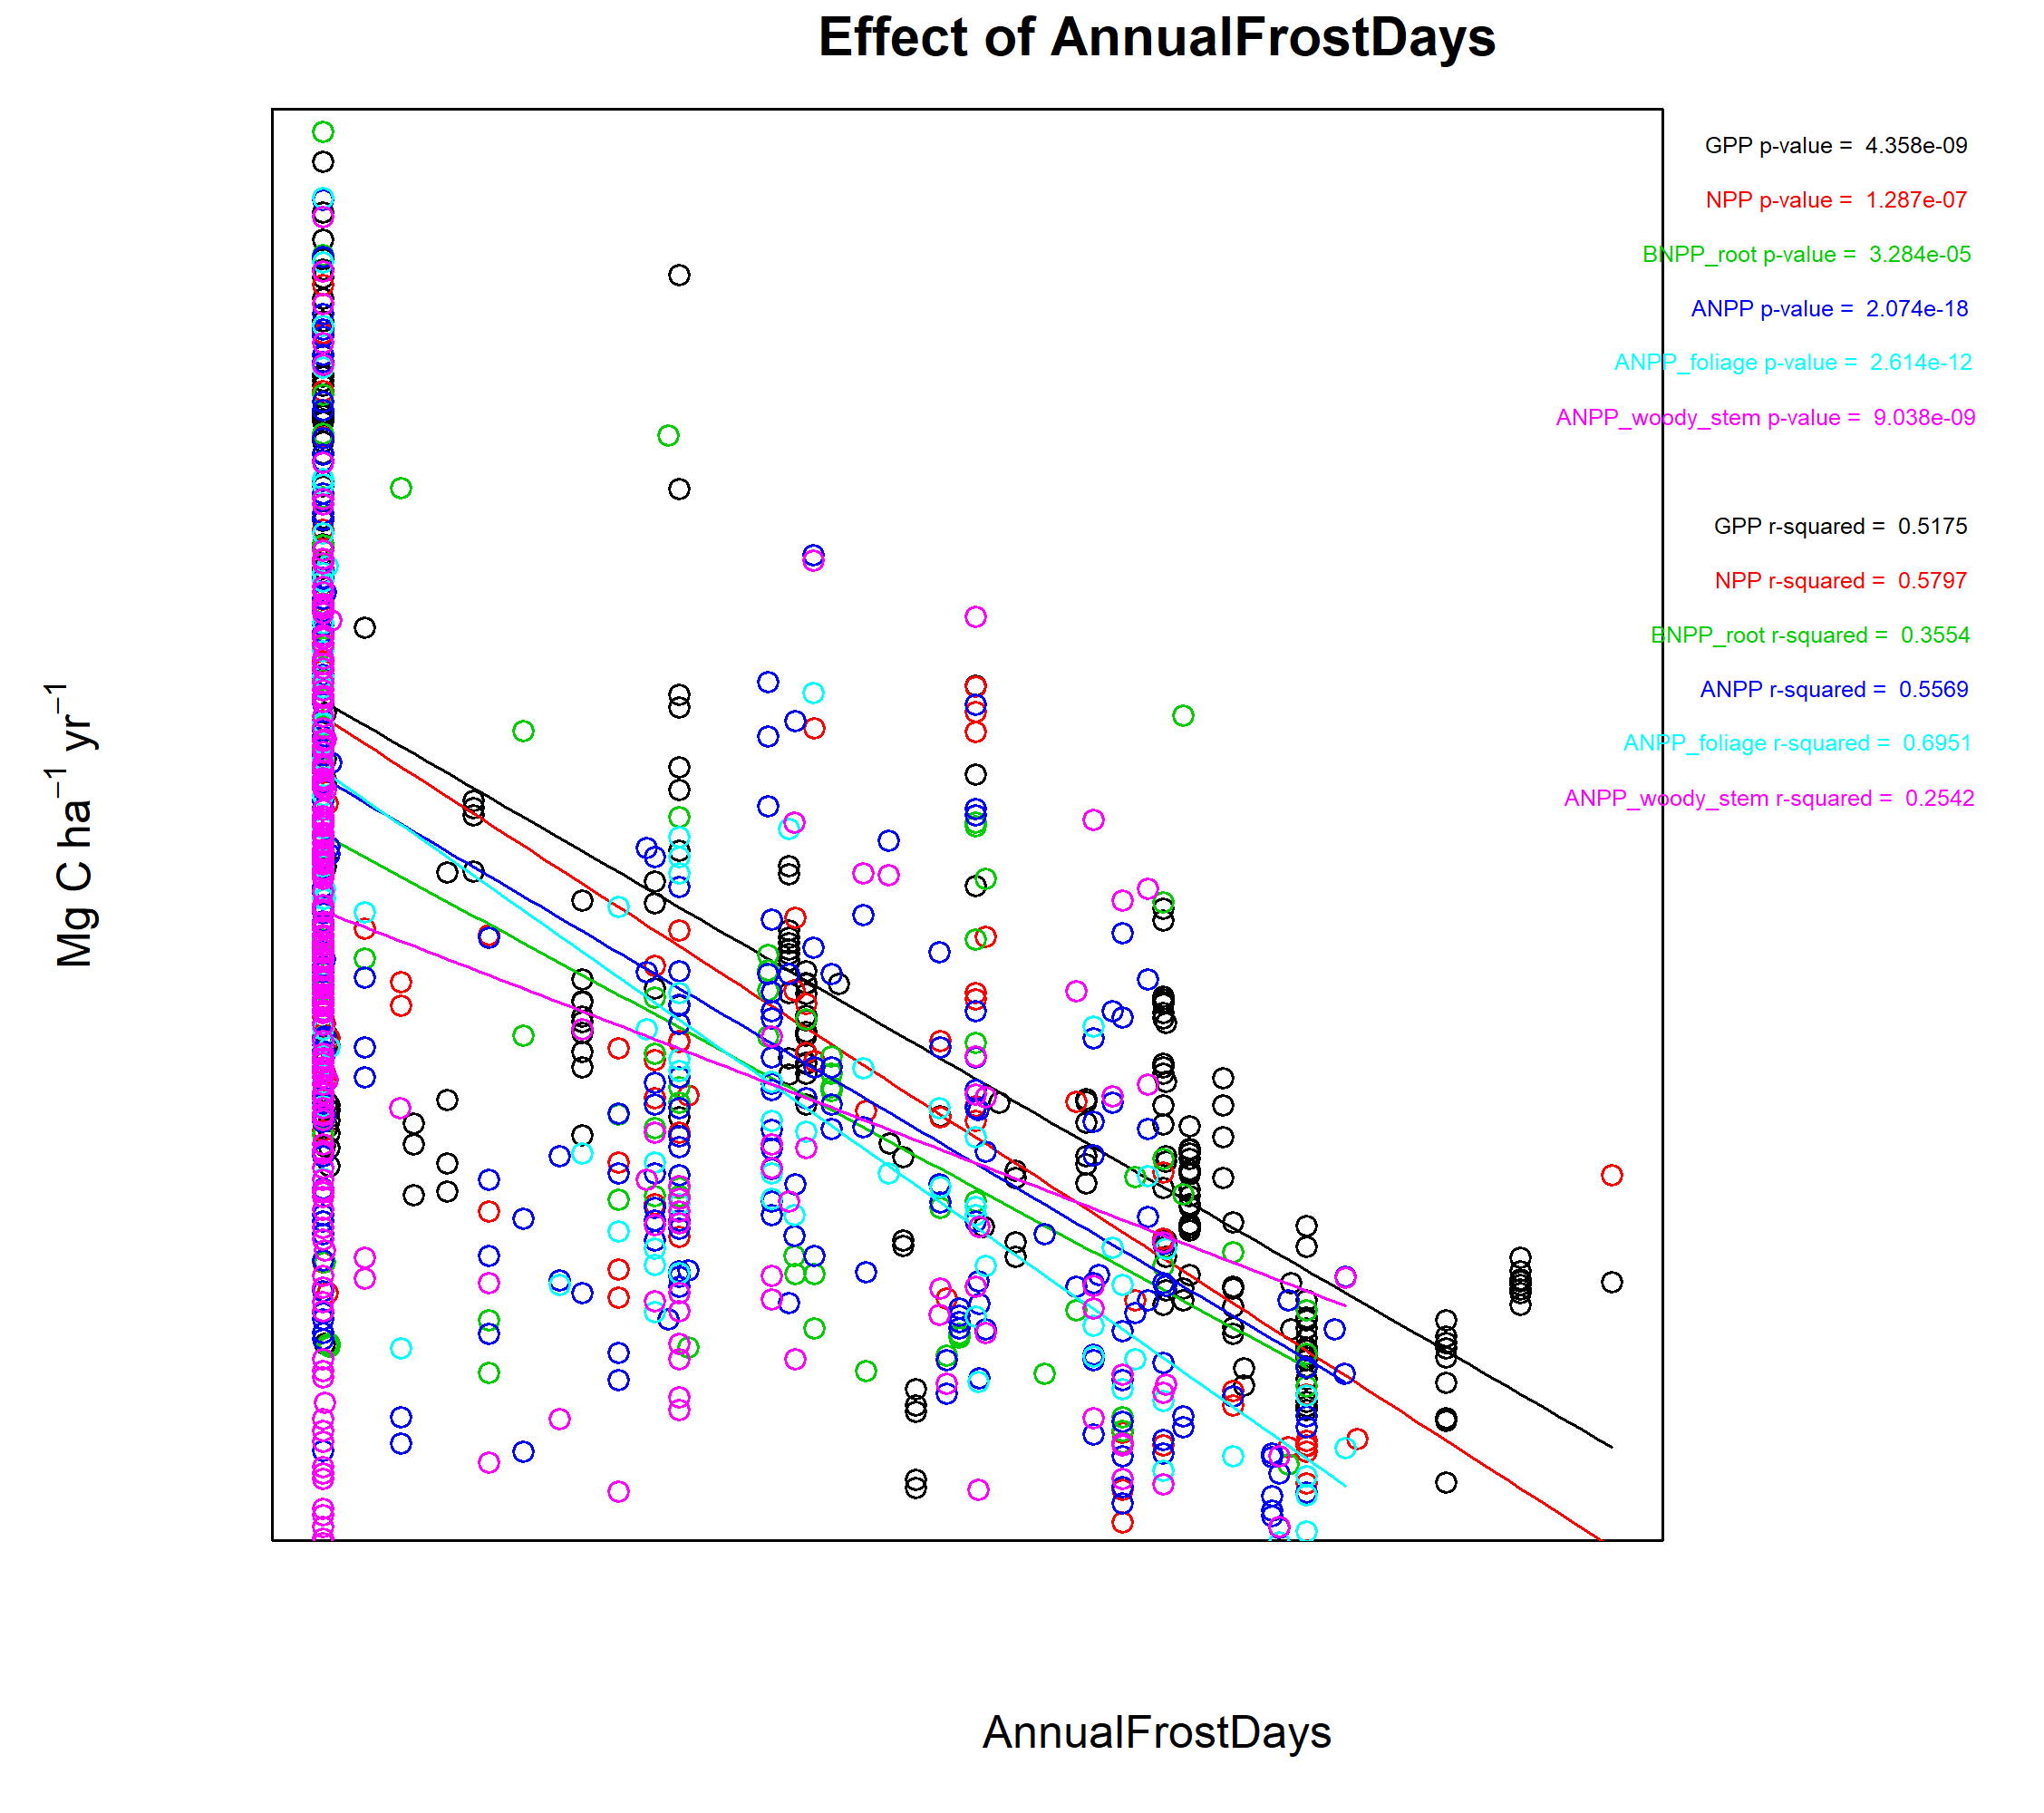 Effect of AnnualFrostDays
GPP p-value = 4.358e-09
NPP p-value = 1.287e-07
BNPP_root p-value = 3.284e-05
ANPP p-value = 2.074e-18
ANPP_foliage p-value = 2.614e-12
ANPP_woody_stem p-value = 9.038e-09
GPP r-squared = 0.5175
NPP r-squared = 0.5797
BNPP_root r-squared = 0.3554
ANPP r-squared = 0.5569
ANPP_foliage r-squared = 0.6951
ANPP_woody_stem r-squared = 0.2542
Mg C ha⁻¹ yr⁻¹
AnnualFrostDays